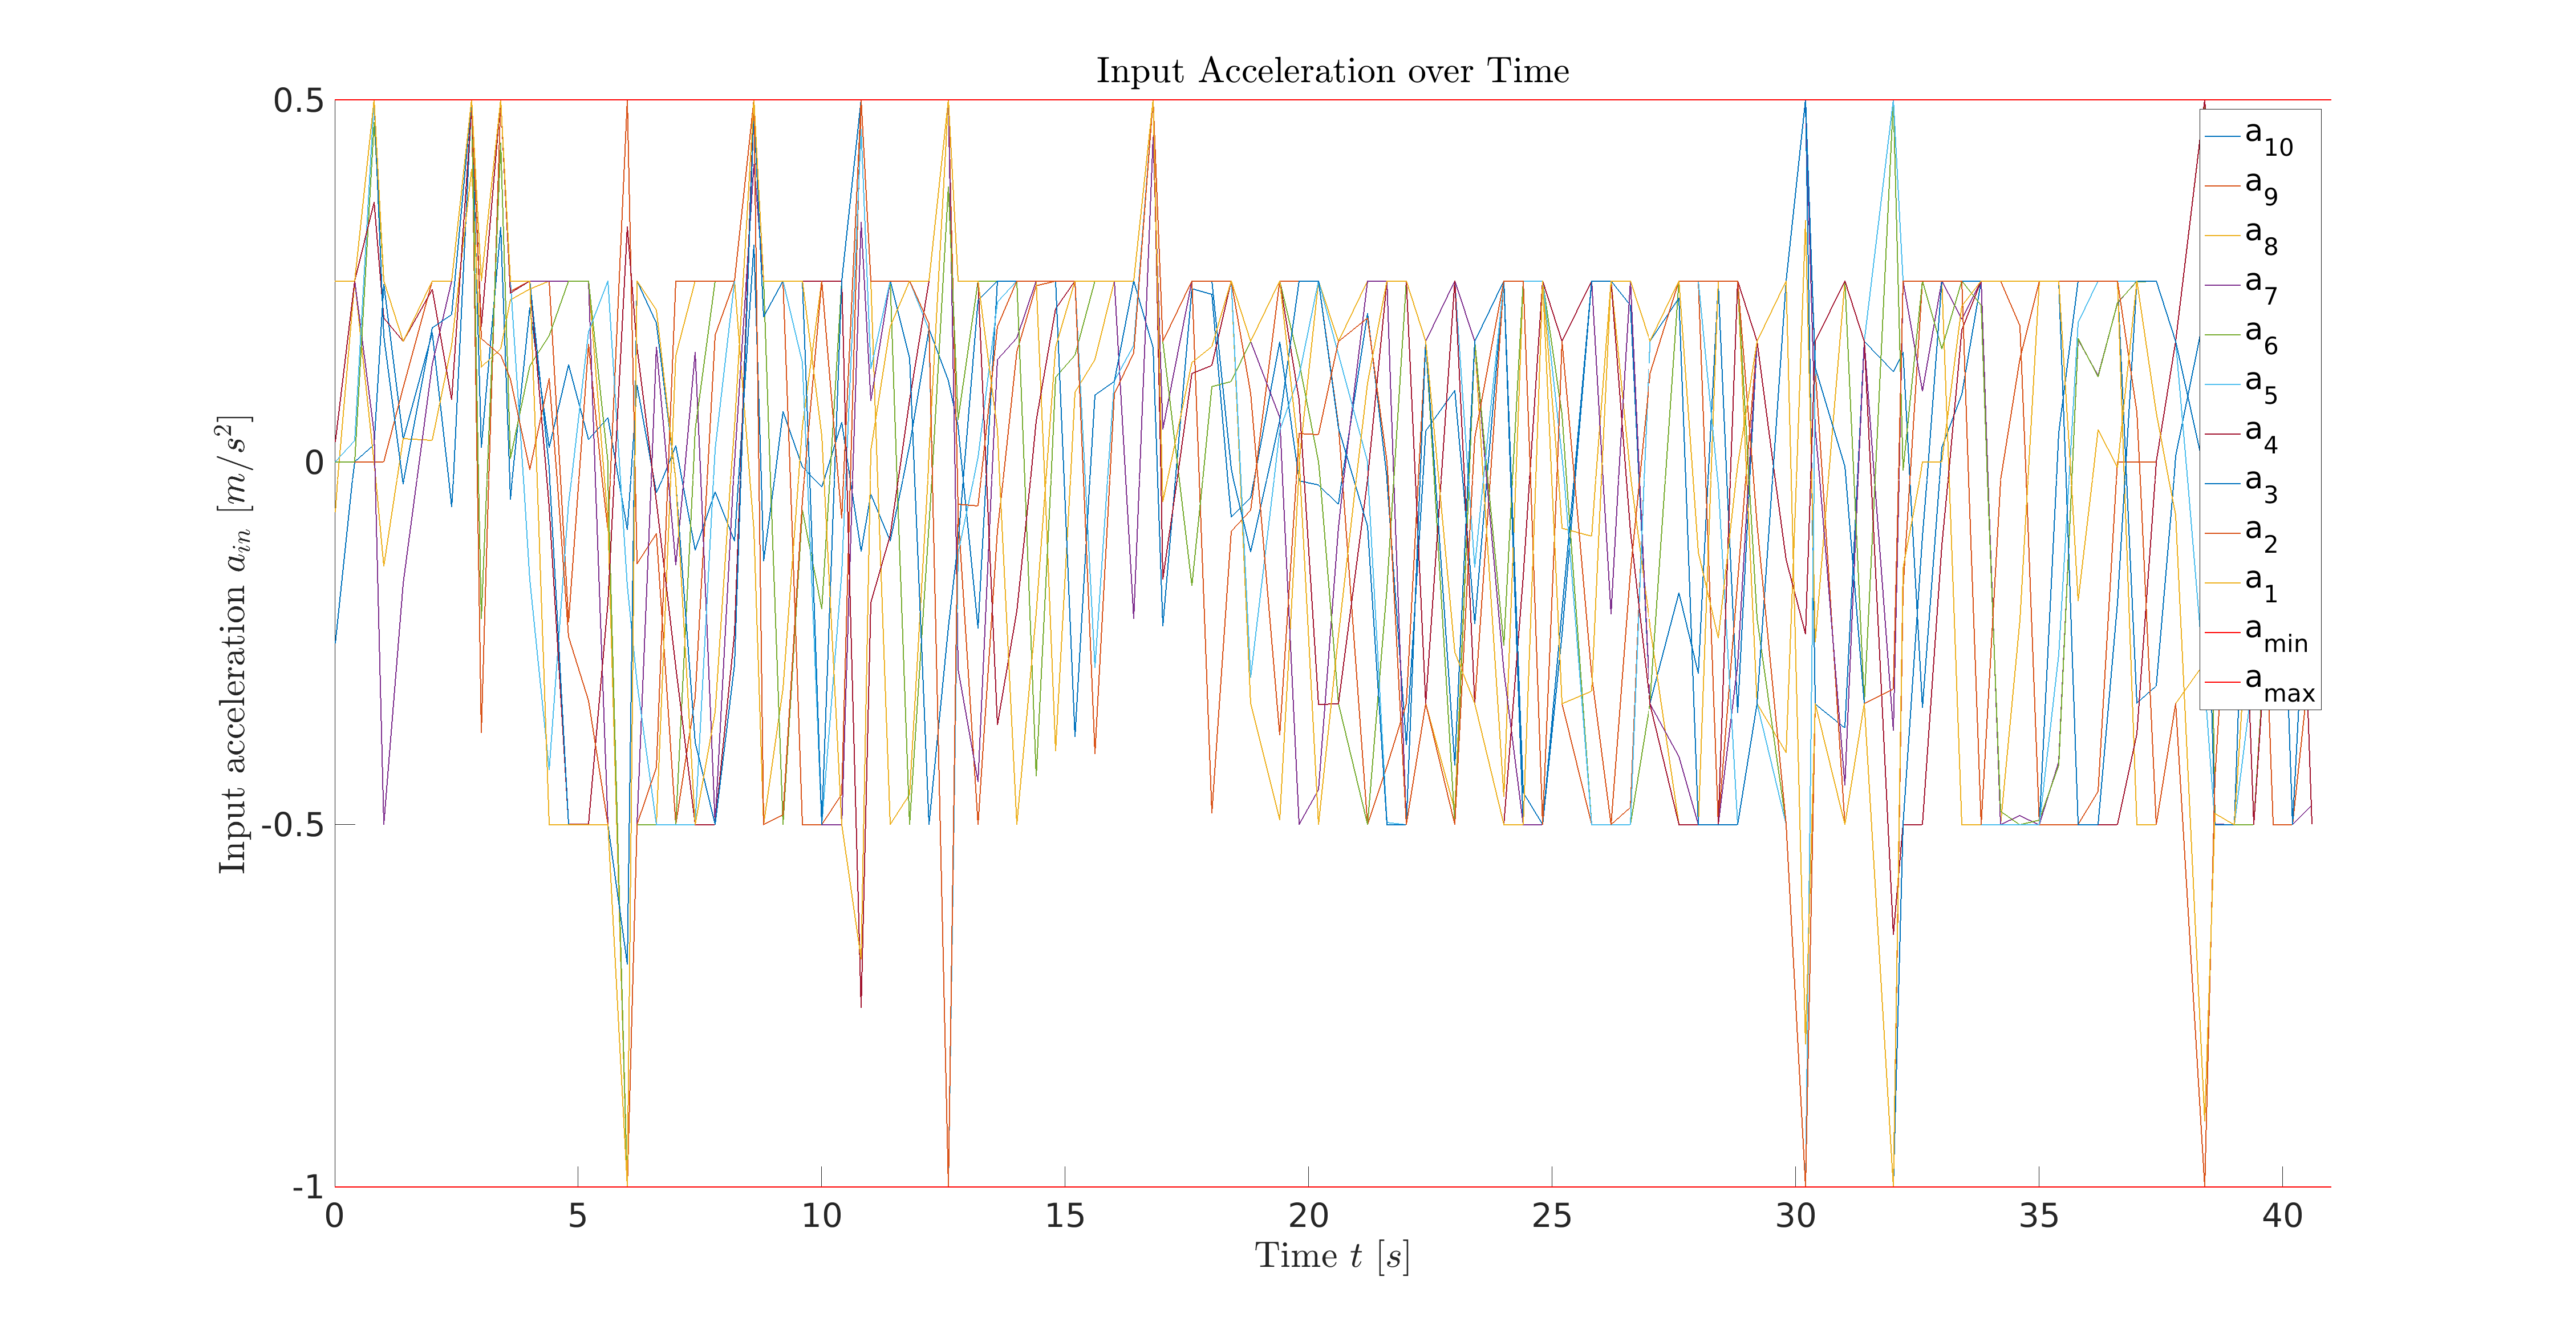 Input Acceleration over Time
0.5
0
-0.5
-1
Input acceleration a_in [m/s²]
0 5 10 15 20 25 30 35 40
Time t [s]
a_10
a_9
a_8
a_7
a_6
a_5
a_4
a_3
a_2
a_1
a_min
a_max